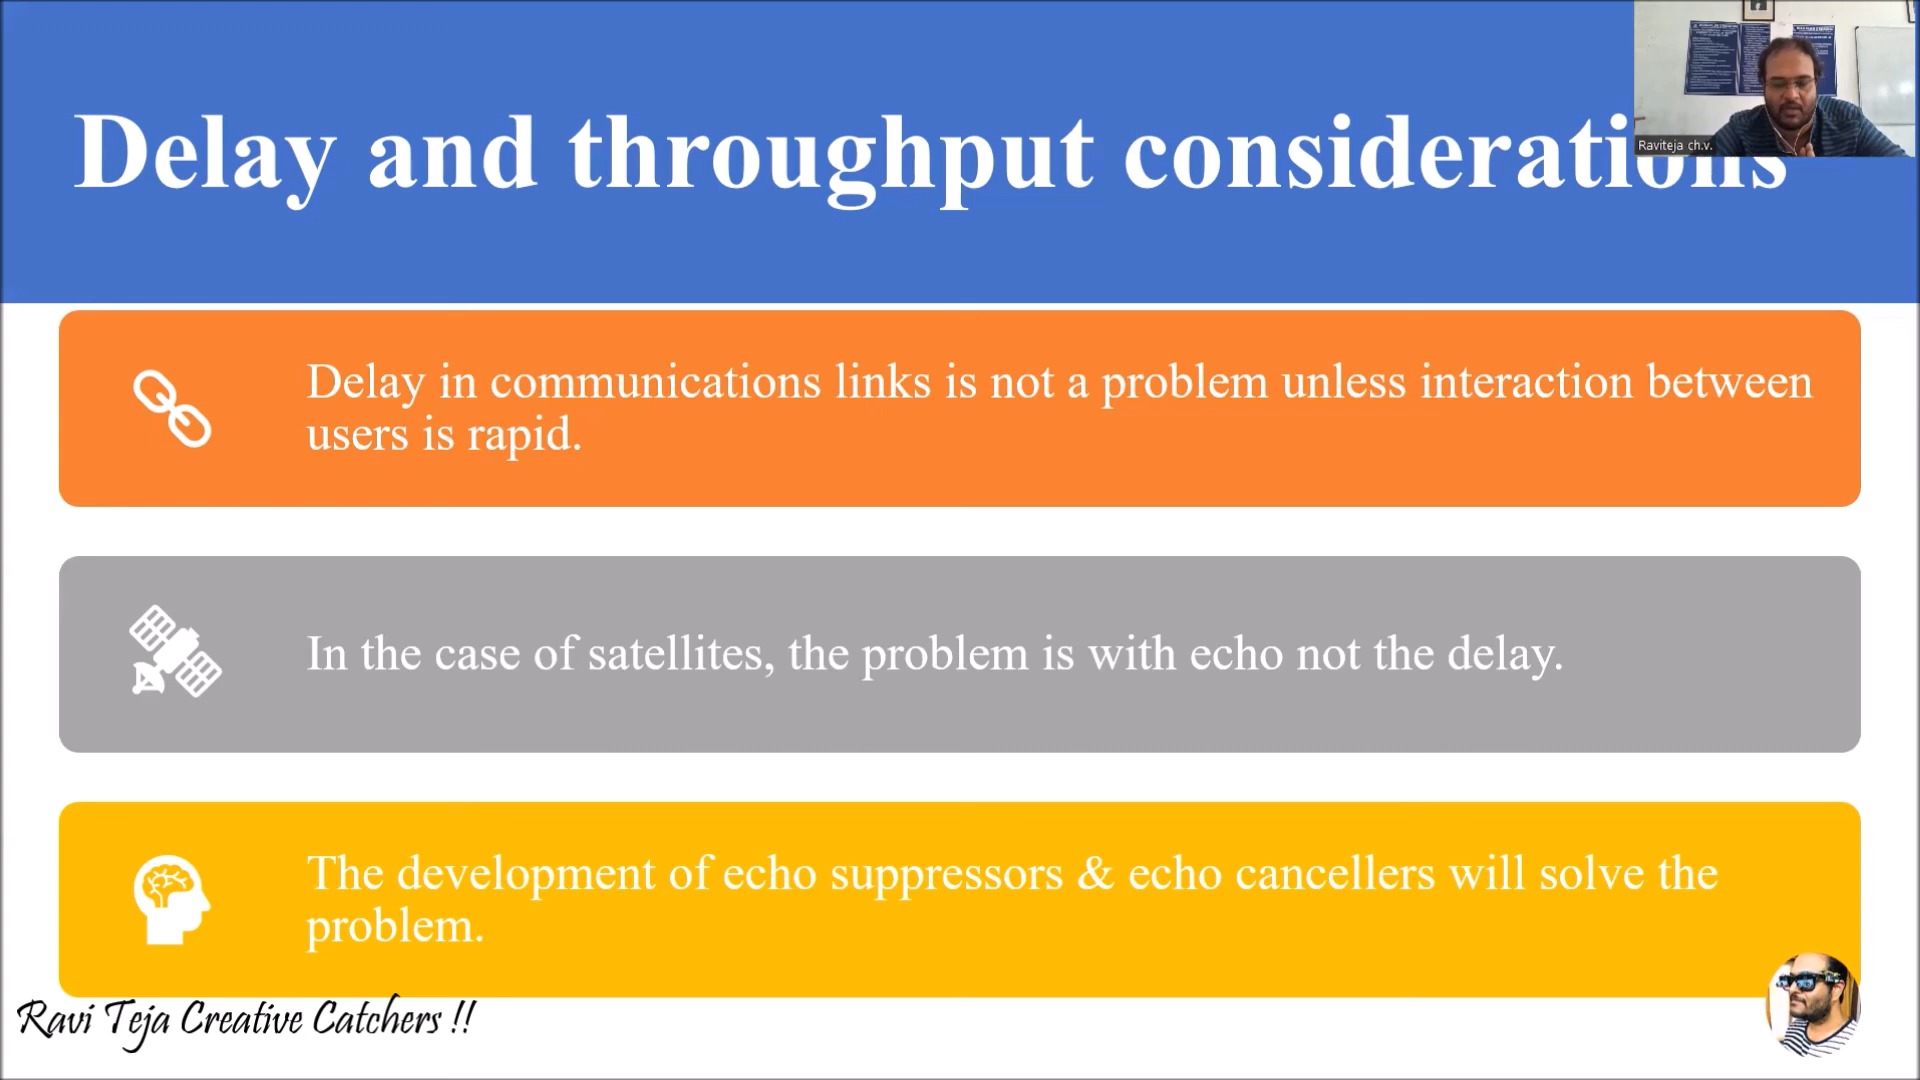 Delay and throughput considerations
Raviteja ch.v.
Delay in communications links is not a problem unless interaction between
users is rapid.
In the case of satellites, the problem is with echo not the delay.
The development of echo suppressors & echo cancellers will solve the
problem.
Ravi Teja Creative Catchers !!